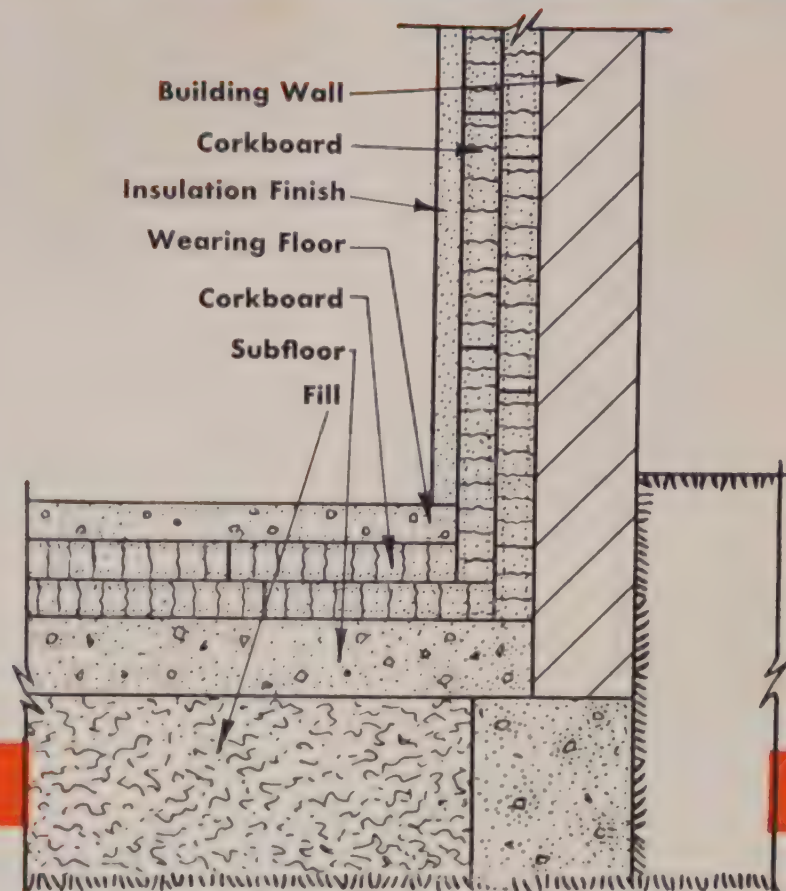 Building Wall
Corkboard
Insulation Finish
Wearing Floor
Corkboard
Subfloor
Fill